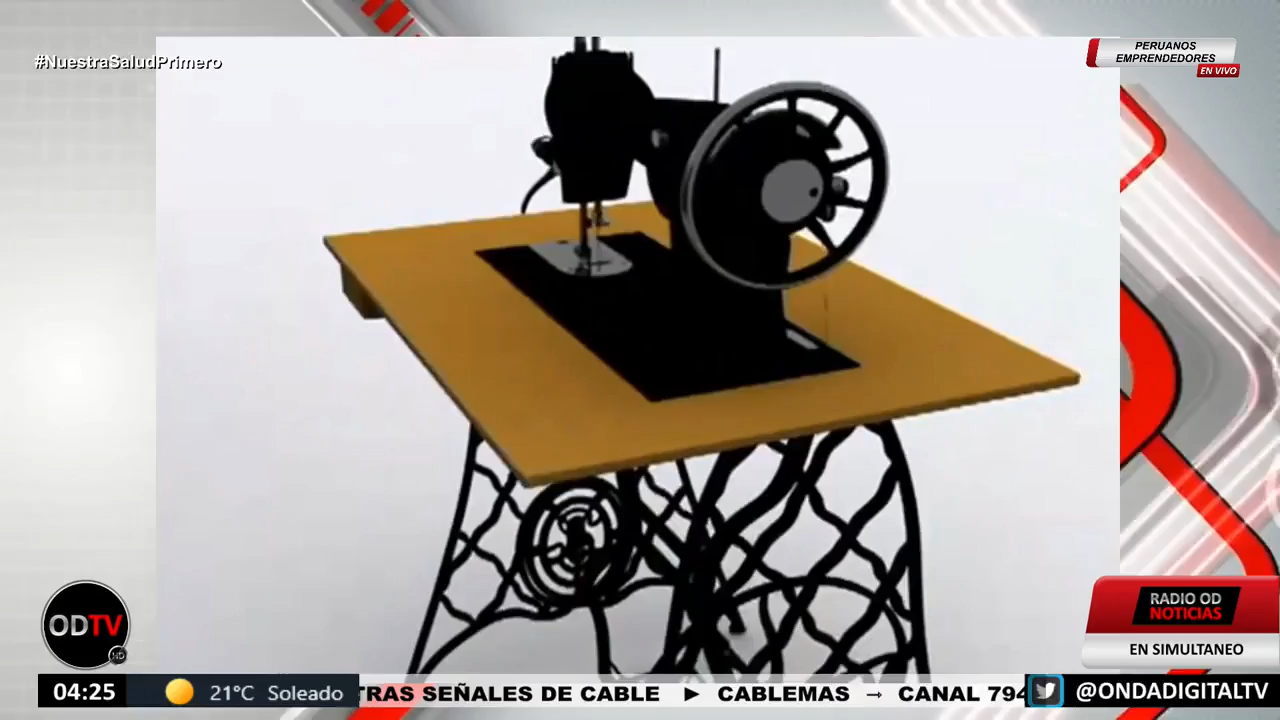 #NuestraSaludPrimero
PERUANOS
EMPRENDEDORES
EN VIVO
ODTV
HD
RADIO OD
NOTICIAS
EN SIMULTANEO
04:25
21°C Soleado
TRAS SEÑALES DE CABLE ► CABLEMAS → CANAL 794
@ONDADIGITALTV